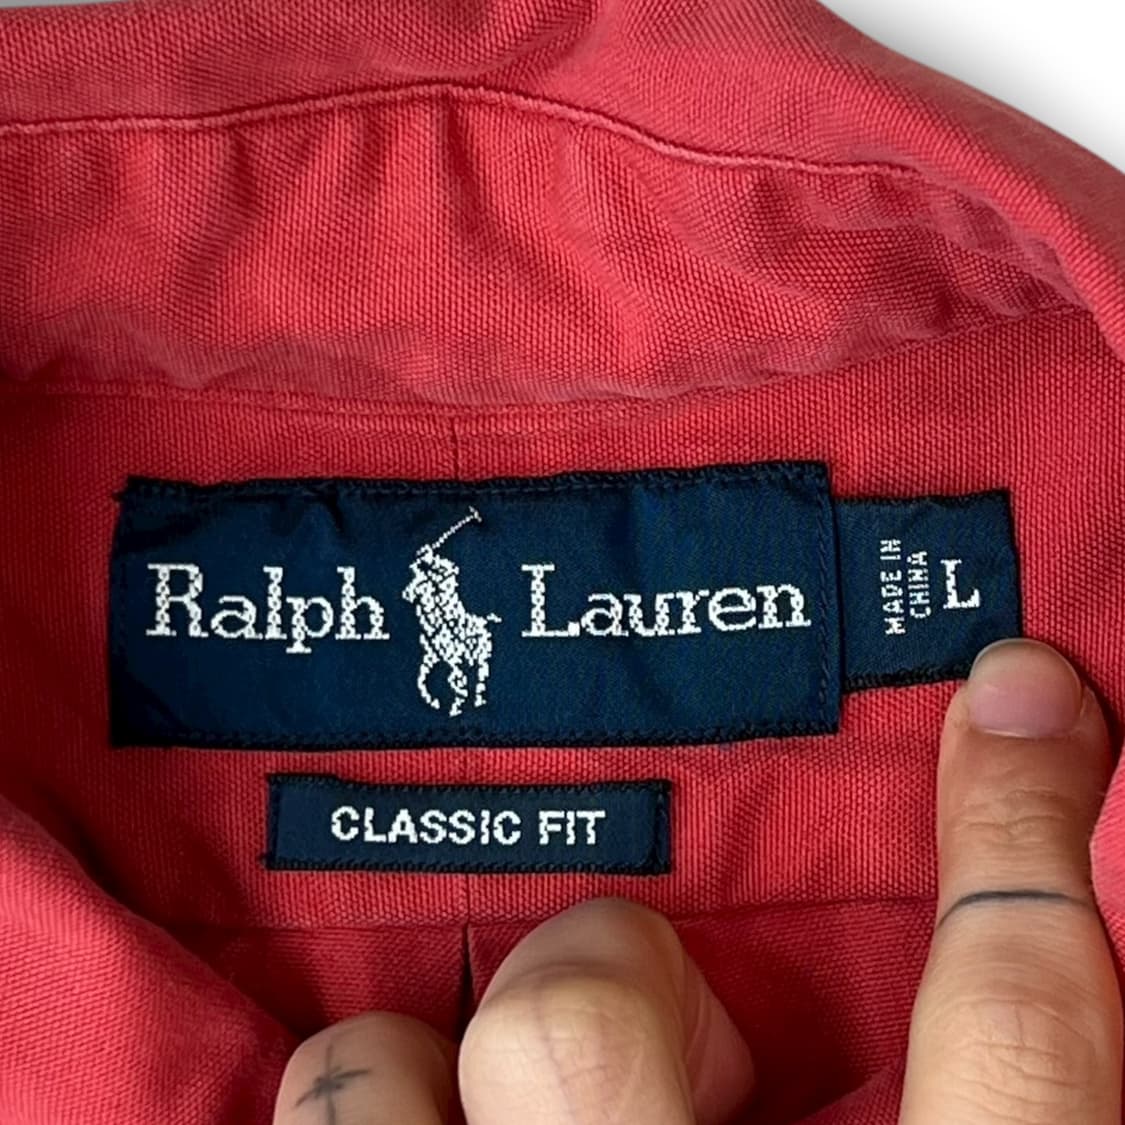 Ralph Lauren
MADE IN
CHINA
L
CLASSIC FIT